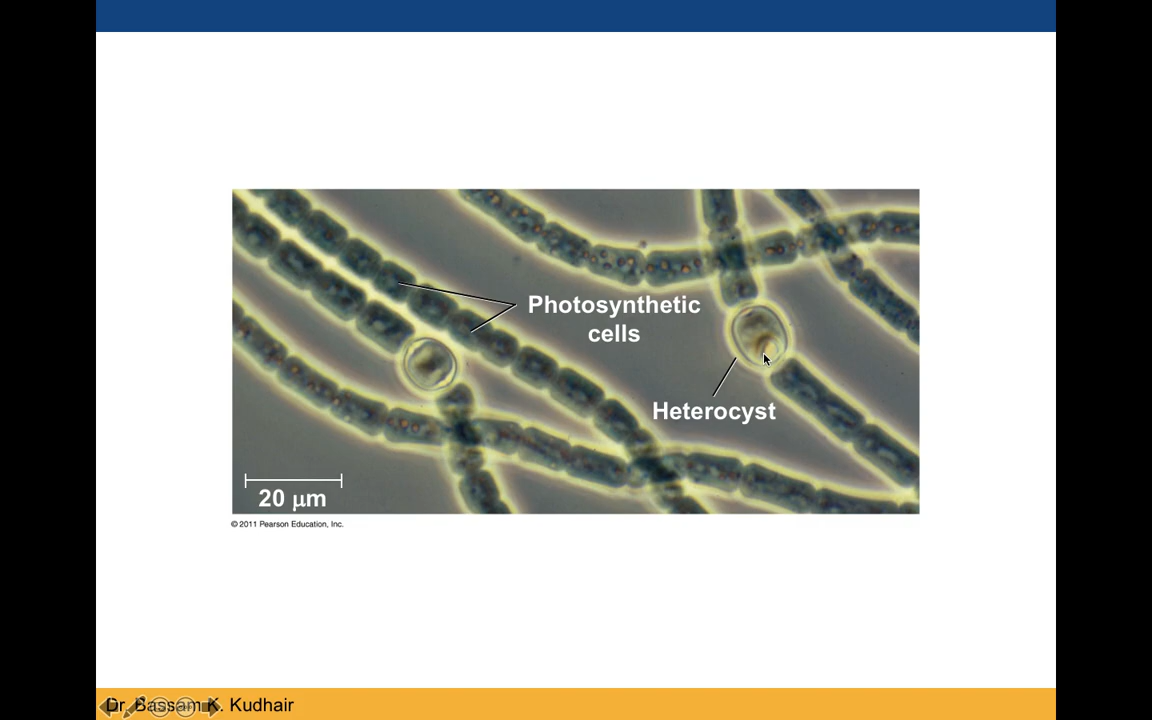 Photosynthetic
cells
Heterocyst
20 μm
© 2011 Pearson Education, Inc.
Dr. Bassam K. Kudhair